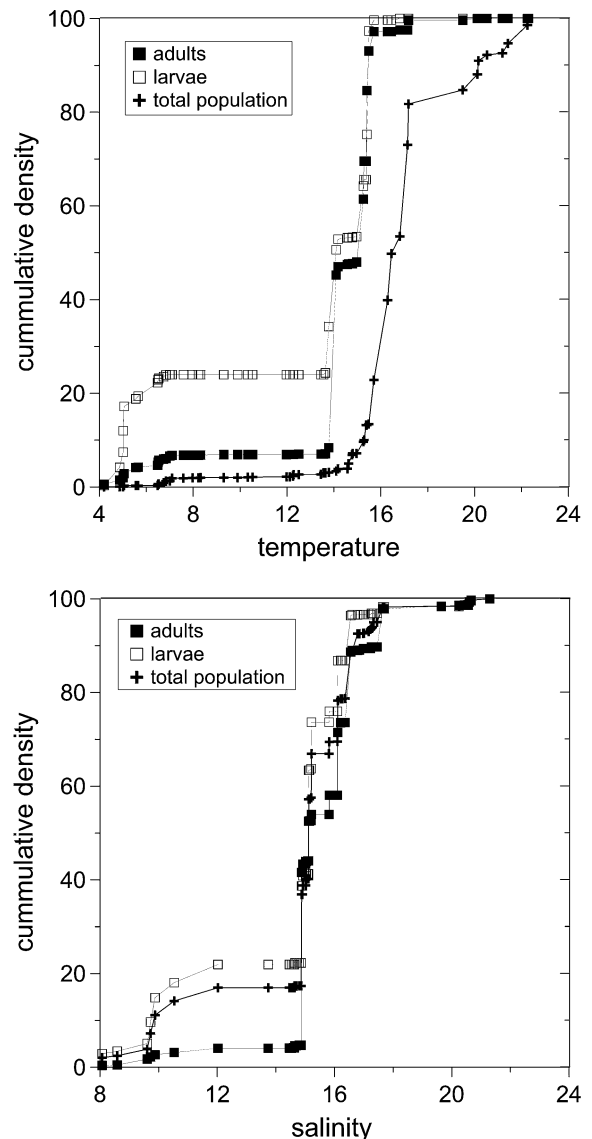 100
80
60
40
20
0
cummulative density
adults
larvae
total population
4 8 12 16 20 24
temperature
100
80
60
40
20
0
cummulative density
adults
larvae
total population
8 12 16 20 24
salinity